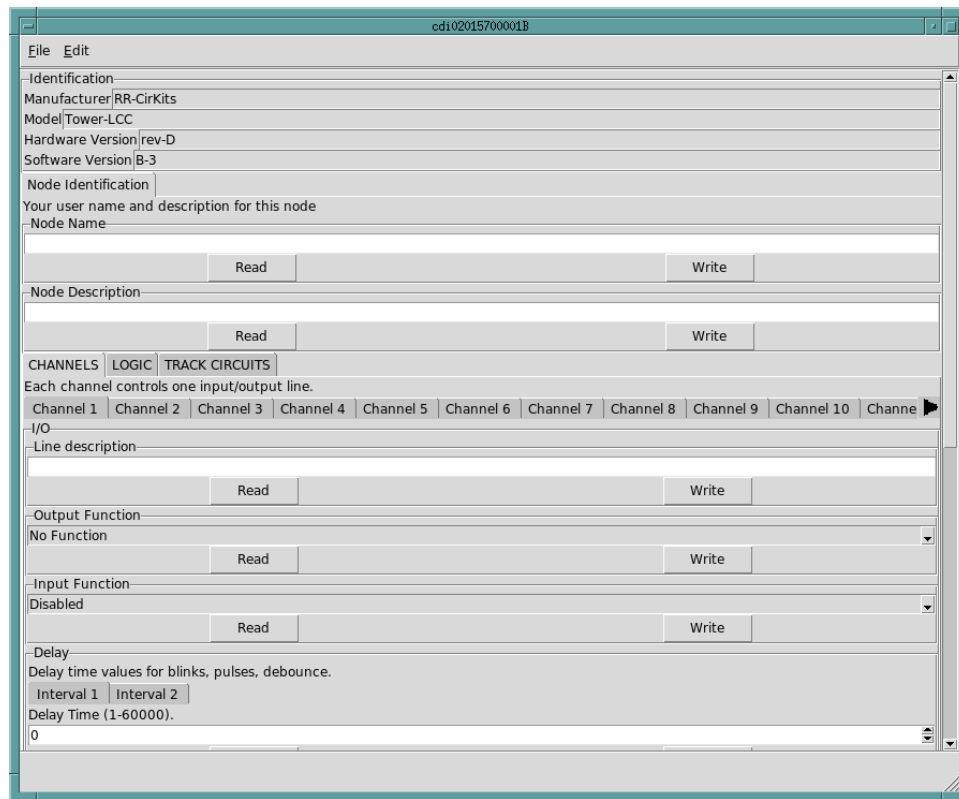 cdi02015700001B
File Edit
Identification
Manufacturer RR-CirKits
Model Tower-LCC
Hardware Version rev-D
Software Version B-3
Node Identification
Your user name and description for this node
Node Name
Read Write
Node Description
Read Write
CHANNELS LOGIC TRACK CIRCUITS
Each channel controls one input/output line.
Channel 1 Channel 2 Channel 3 Channel 4 Channel 5 Channel 6 Channel 7 Channel 8 Channel 9 Channel 10 Channe
I/O
Line description
Read Write
Output Function
No Function
Read Write
Input Function
Disabled
Read Write
Delay
Delay time values for blinks, pulses, debounce.
Interval 1 Interval 2
Delay Time (1-60000).
0